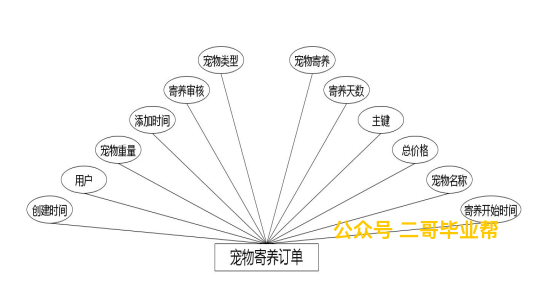 宠物类型
宠物寄养
寄养审核
寄养天数
添加时间
主键
宠物重量
总价格
用户
宠物名称
创建时间
寄养开始时间
公众号 二哥毕业帮
宠物寄养订单